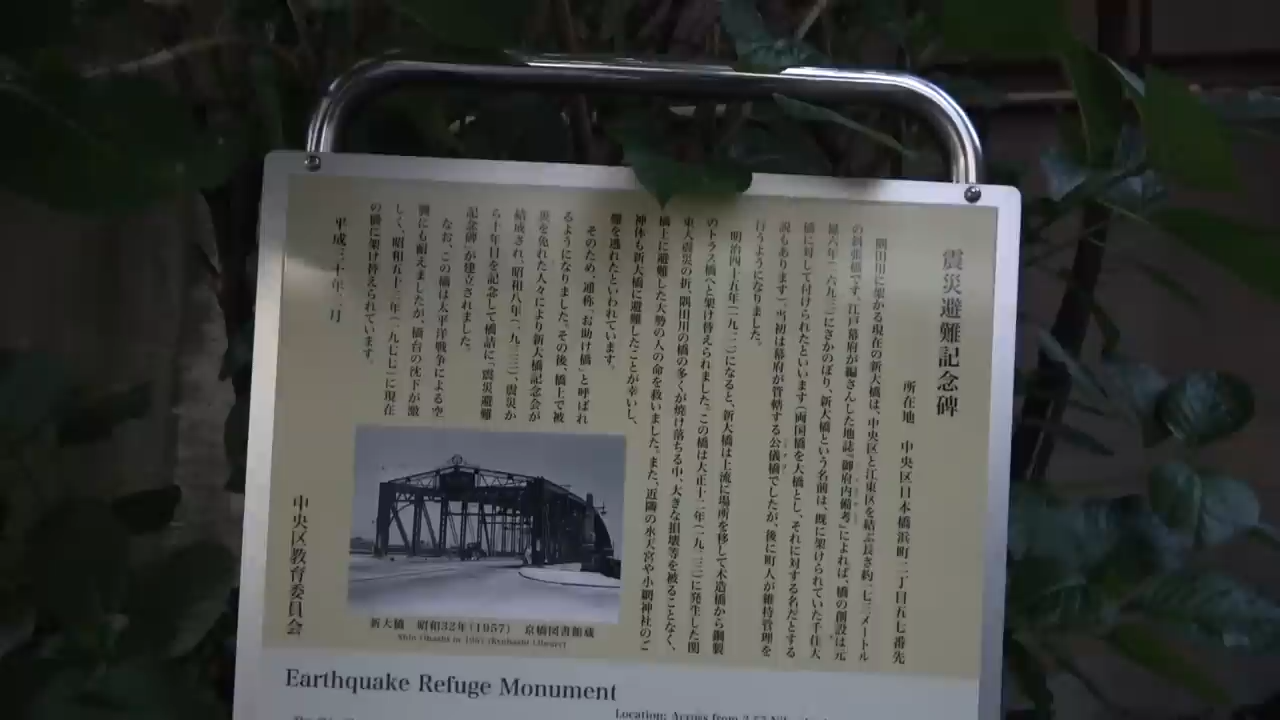 震災避難記念碑
所在地 中央区日本橋浜町二丁目五七番先
隅田川に架かる現在の新大橋は、中央区と江東区を結ぶ長さ約一七〇メートル
の斜張橋です。江戸幕府が編さんした地誌『御府内備考』によれば、橋の創設は元
禄六年(一六九三)にさかのぼり、新大橋という名前は、既に架けられていた千住大
橋に対して付けられたといいます(両国橋を大橋とし、それに対する名だとする
説もあります)。当初は幕府が管轄する公儀橋でしたが、後に町人が維持管理を
行うようになりました。
明治四十五年(一九一二)になると、新大橋は上流に場所を移して木造橋から鋼製
のトラス橋へと架け替えられました。この橋は大正十二年(一九二三)に発生した関
東大震災の折、隅田川の橋の多くが焼け落ちる中、大きな損壊等を被ることなく、
橋上に避難した大勢の人の命を救いました。また、近隣の水天宮や小網神社のご
神体も新大橋に避難したことが幸いし、
難を逃れたといわれています。
そのため、通称、「お助け橋」と呼ばれ
るようになりました。その後、橋上で被
災を免れた人々により新大橋記念会が
結成され、昭和八年(一九三三)、震災か
ら十年目を記念して橋詰に「震災避難
記念碑」が建立されました。
なお、この橋は太平洋戦争による空
襲にも耐えましたが、橋台の沈下が激
しく、昭和五十二年(一九七七)に現在
の橋に架け替えられています。
平成三十年三月
中央区教育委員会
新大橋 昭和32年(1957) 京橋図書館蔵
Shin-Ohashi in 1957 (Kyobashi Library)
Earthquake Refuge Monument
Location: Across from 2-57 Ni